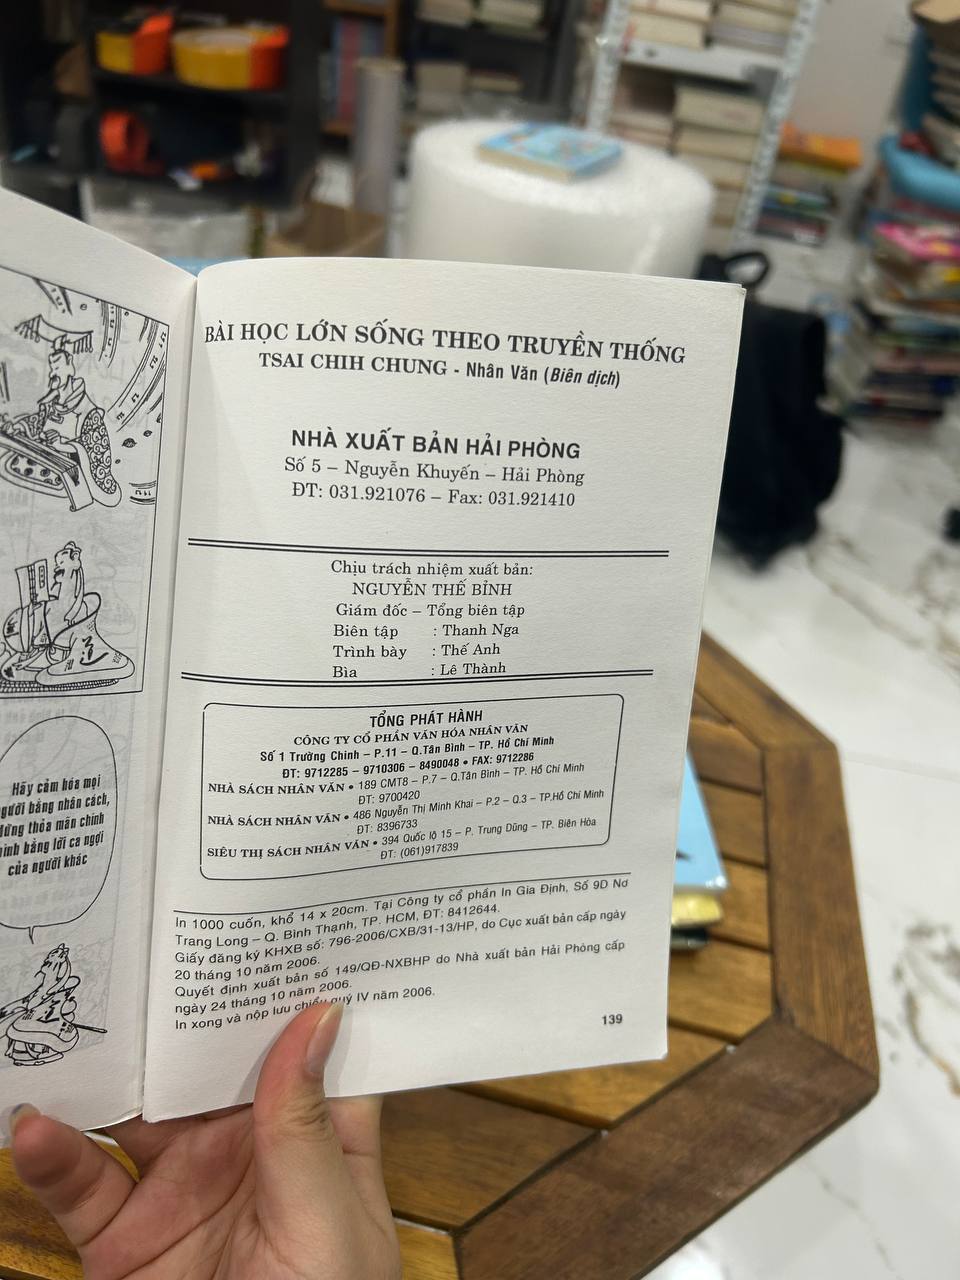 Hãy cảm hóa mọi
người bằng nhân cách,
đừng thỏa mãn chính
mình bằng lời ca ngợi
của người khác
BÀI HỌC LỚN SỐNG THEO TRUYỀN THỐNG
TSAI CHIH CHUNG - Nhân Văn (Biên dịch)
NHÀ XUẤT BẢN HẢI PHÒNG
Số 5 – Nguyễn Khuyến – Hải Phòng
ĐT: 031.921076 – Fax: 031.921410
Chịu trách nhiệm xuất bản:
NGUYỄN THẾ BỈNH
Giám đốc – Tổng biên tập
Biên tập : Thanh Nga
Trình bày : Thế Anh
Bìa : Lê Thành
TỔNG PHÁT HÀNH
CÔNG TY CỔ PHẦN VĂN HÓA NHÂN VĂN
Số 1 Trường Chinh – P.11 – Q.Tân Bình – TP. Hồ Chí Minh
ĐT: 9712285 – 9710306 – 8490048 • FAX: 9712286
NHÀ SÁCH NHÂN VĂN • 189 CMT8 – P.7 – Q.Tân Bình – TP. Hồ Chí Minh
ĐT: 9700420
NHÀ SÁCH NHÂN VĂN • 486 Nguyễn Thị Minh Khai – P.2 – Q.3 – TP.Hồ Chí Minh
ĐT: 8396733
SIÊU THỊ SÁCH NHÂN VĂN • 394 Quốc lộ 15 – P. Trung Dũng – TP. Biên Hòa
ĐT: (061)917839
In 1000 cuốn, khổ 14 x 20cm. Tại Công ty cổ phần In Gia Định, Số 9D Nơ
Trang Long – Q. Bình Thạnh, TP. HCM, ĐT: 8412644.
Giấy đăng ký KHXB số: 796-2006/CXB/31-13/HP, do Cục xuất bản cấp ngày
20 tháng 10 năm 2006.
Quyết định xuất bản số 149/QĐ-NXBHP do Nhà xuất bản Hải Phòng cấp
ngày 24 tháng 10 năm 2006.
In xong và nộp lưu chiểu quý IV năm 2006.
139